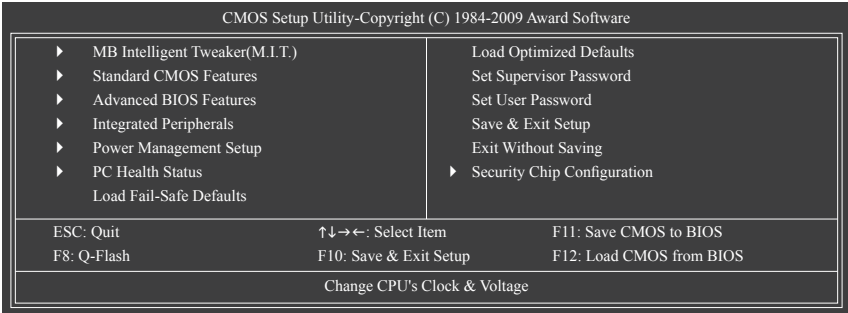 CMOS Setup Utility-Copyright (C) 1984-2009 Award Software
MB Intelligent Tweaker(M.I.T.)
Standard CMOS Features
Advanced BIOS Features
Integrated Peripherals
Power Management Setup
PC Health Status
Load Fail-Safe Defaults
Load Optimized Defaults
Set Supervisor Password
Set User Password
Save & Exit Setup
Exit Without Saving
Security Chip Configuration
ESC: Quit
↑↓→←: Select Item
F11: Save CMOS to BIOS
F8: Q-Flash
F10: Save & Exit Setup
F12: Load CMOS from BIOS
Change CPU's Clock & Voltage